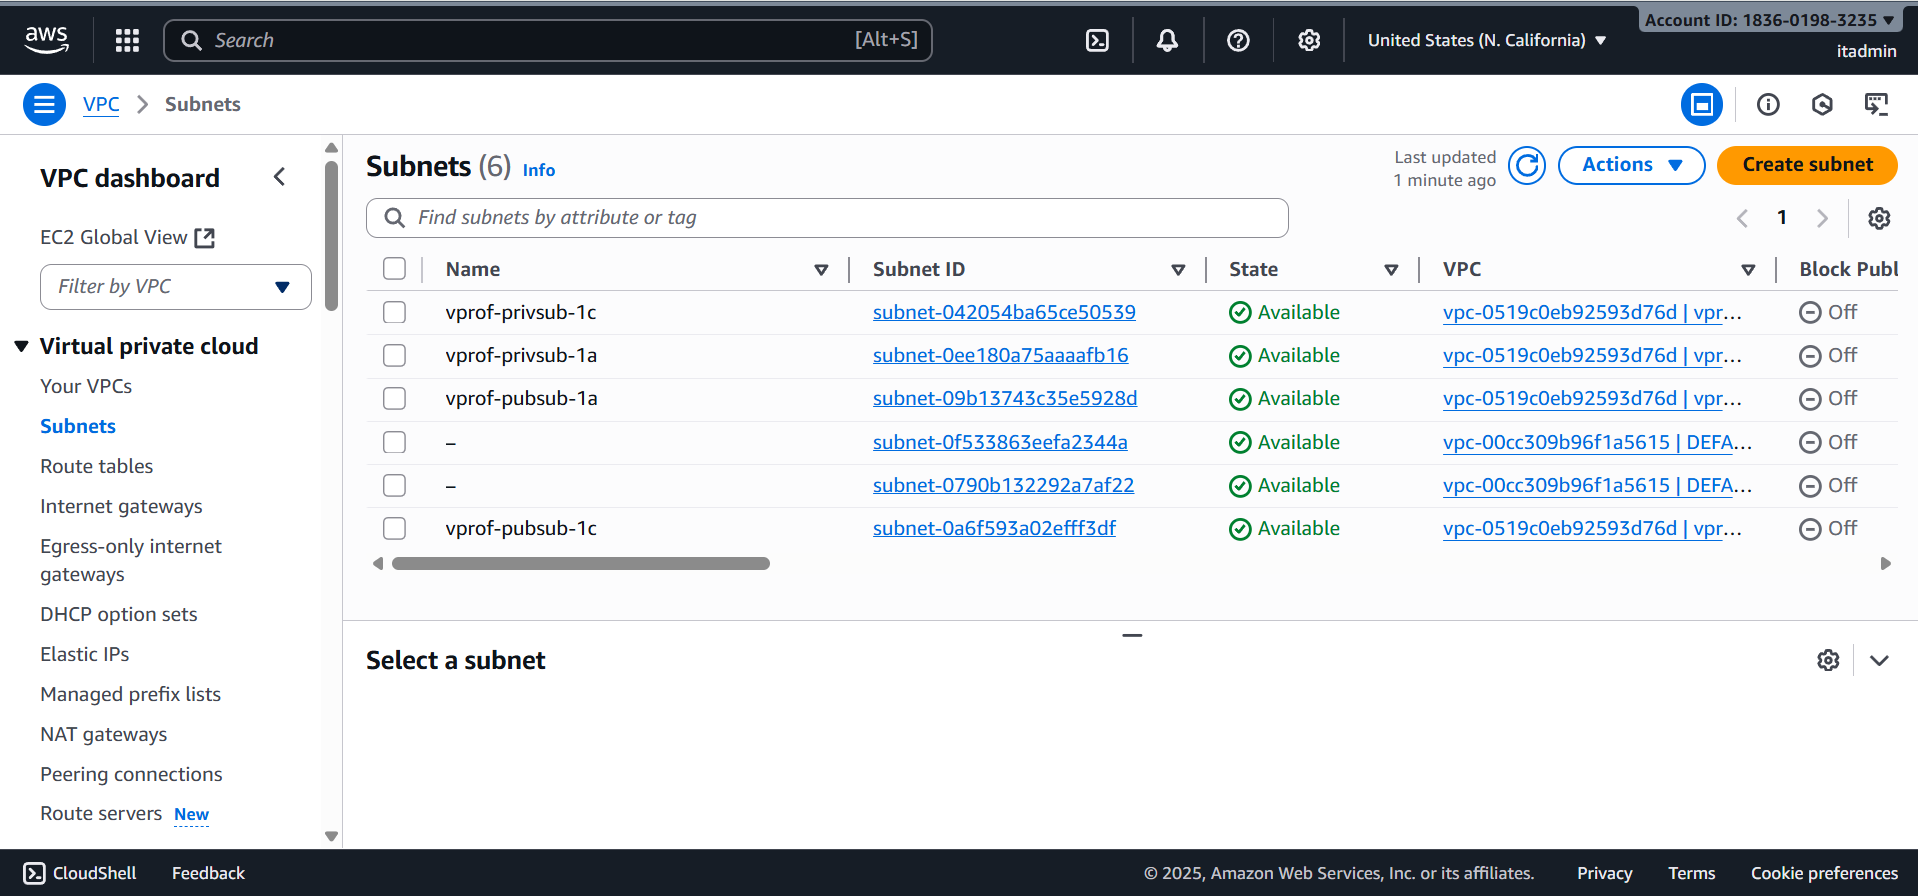 aws
Search [Alt+S]
United States (N. California)
Account ID: 1836-0198-3235
itadmin
VPC Subnets
VPC dashboard
EC2 Global View
Filter by VPC
Virtual private cloud
Your VPCs
Subnets
Route tables
Internet gateways
Egress-only internet
gateways
DHCP option sets
Elastic IPs
Managed prefix lists
NAT gateways
Peering connections
Route servers New
Subnets (6) Info
Last updated
1 minute ago
Actions
Create subnet
Find subnets by attribute or tag
1
Name Subnet ID State VPC Block Publ
vprof-privsub-1c subnet-042054ba65ce50539 Available vpc-0519c0eb92593d76d | vpr... Off
vprof-privsub-1a subnet-0ee180a75aaaafb16 Available vpc-0519c0eb92593d76d | vpr... Off
vprof-pubsub-1a subnet-09b13743c35e5928d Available vpc-0519c0eb92593d76d | vpr... Off
– subnet-0f533863eefa2344a Available vpc-00cc309b96f1a5615 | DEFA... Off
– subnet-0790b132292a7af22 Available vpc-00cc309b96f1a5615 | DEFA... Off
vprof-pubsub-1c subnet-0a6f593a02efff3df Available vpc-0519c0eb92593d76d | vpr... Off
Select a subnet
CloudShell Feedback © 2025, Amazon Web Services, Inc. or its affiliates. Privacy Terms Cookie preferences